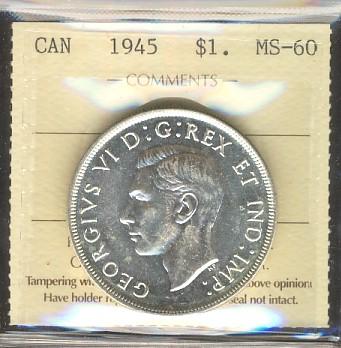 CAN 1945 $1. MS-60
COMMENTS
GEORGIVS VI D:G:REX ET IND:IMP:
Tampering
above opinion
Have holder
seal not intact.